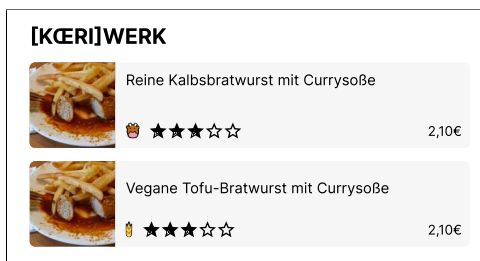 [KŒRI]WERK
Reine Kalbsbratwurst mit Currysoße
2,10€
Vegane Tofu-Bratwurst mit Currysoße
2,10€